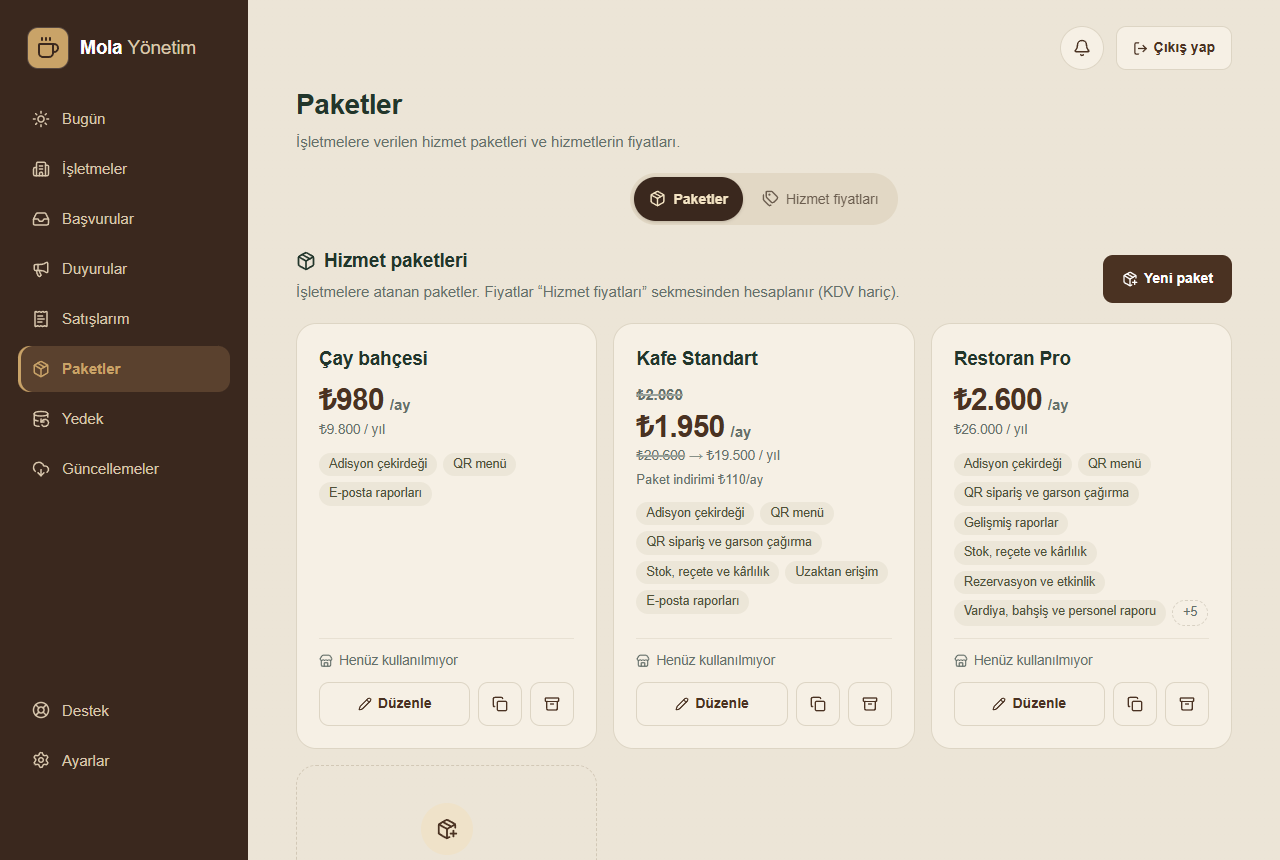 Mola Yönetim
Bugün
İşletmeler
Başvurular
Duyurular
Satışlarım
Paketler
Yedek
Güncellemeler
Destek
Ayarlar
Çıkış yap
Paketler
İşletmelere verilen hizmet paketleri ve hizmetlerin fiyatları.
Paketler
Hizmet fiyatları
Hizmet paketleri
İşletmelere atanan paketler. Fiyatlar “Hizmet fiyatları” sekmesinden hesaplanır (KDV hariç).
Yeni paket
Çay bahçesi
₺980 /ay
₺9.800 / yıl
Adisyon çekirdeği QR menü
E-posta raporları
Henüz kullanılmıyor
Düzenle
Kafe Standart
₺2.060
₺1.950 /ay
₺20.600 → ₺19.500 / yıl
Paket indirimi ₺110/ay
Adisyon çekirdeği QR menü
QR sipariş ve garson çağırma
Stok, reçete ve kârlılık Uzaktan erişim
E-posta raporları
Henüz kullanılmıyor
Düzenle
Restoran Pro
₺2.600 /ay
₺26.000 / yıl
Adisyon çekirdeği QR menü
QR sipariş ve garson çağırma
Gelişmiş raporlar
Stok, reçete ve kârlılık
Rezervasyon ve etkinlik
Vardiya, bahşiş ve personel raporu +5
Henüz kullanılmıyor
Düzenle